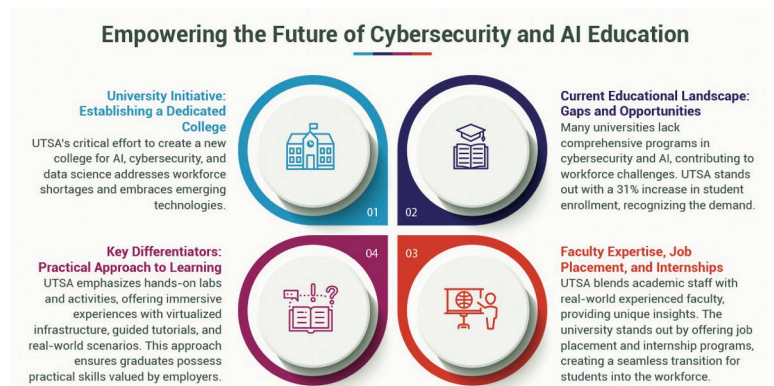 Empowering the Future of Cybersecurity and AI Education
University Initiative:
Establishing a Dedicated
College
UTSA's critical effort to create a new
college for AI, cybersecurity, and
data science addresses workforce
shortages and embraces emerging
technologies.
01
Current Educational Landscape:
Gaps and Opportunities
Many universities lack
comprehensive programs in
cybersecurity and AI, contributing to
workforce challenges. UTSA stands
out with a 31% increase in student
enrollment, recognizing the demand.
02
Key Differentiators:
Practical Approach to Learning
UTSA emphasizes hands-on labs
and activities, offering immersive
experiences with virtualized
infrastructure, guided tutorials, and
real-world scenarios. This approach
ensures graduates possess
practical skills valued by employers.
04
03
Faculty Expertise, Job
Placement, and Internships
UTSA blends academic staff with
real-world experienced faculty,
providing unique insights. The
university stands out by offering job
placement and internship programs,
creating a seamless transition for
students into the workforce.